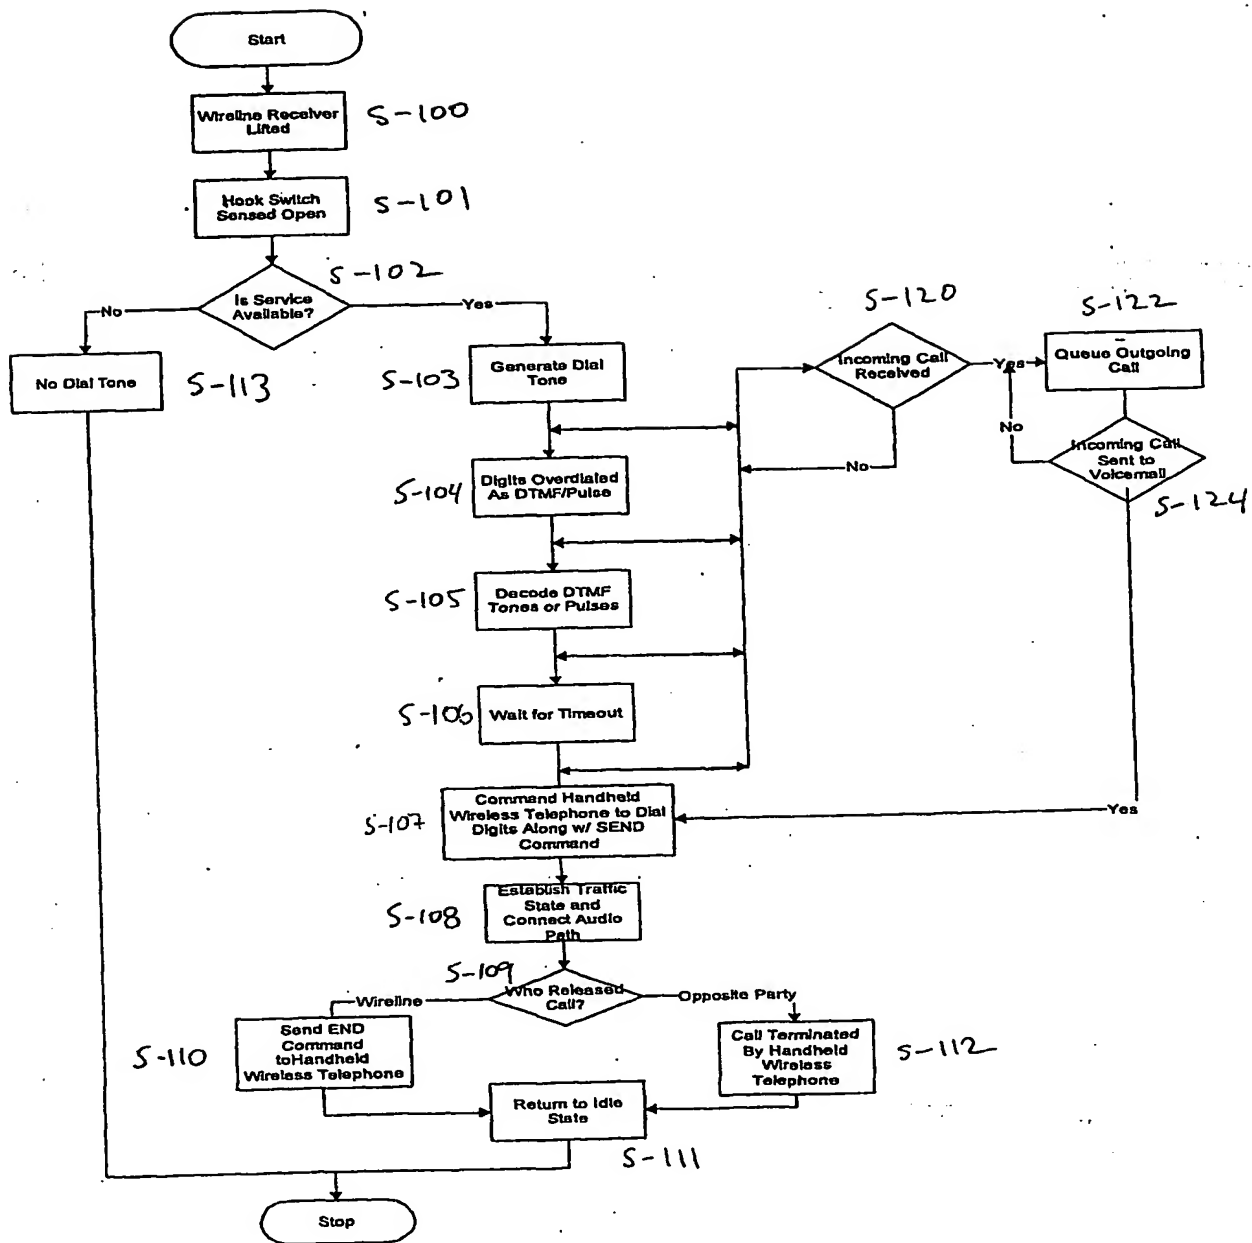 Start
Wireline Receiver
Lifted
S-100
Hook Switch
Sensed Open
S-101
S-102
Is Service
Available?
No
Yes
No Dial Tone
S-113
S-103
Generate Dial
Tone
S-120
Incoming Call
Received
Yes
No
S-122
Queue Outgoing
Call
No
Incoming Call
Sent to
Voicemail
S-124
S-104
Digits Overdialed
As DTMF/Pulse
S-105
Decode DTMF
Tones or Pulses
S-106
Wait for Timeout
S-107
Command Handheld
Wireless Telephone to Dial
Digits Along w/ SEND
Command
Yes
S-108
Establish Traffic
State and
Connect Audio
Path
S-109
Who Released
Call?
Wireline
Opposite Party
S-110
Send END
Command
toHandheld
Wireless Telephone
Call Terminated
By Handheld
Wireless
Telephone
S-112
Return to Idle
State
S-111
Stop